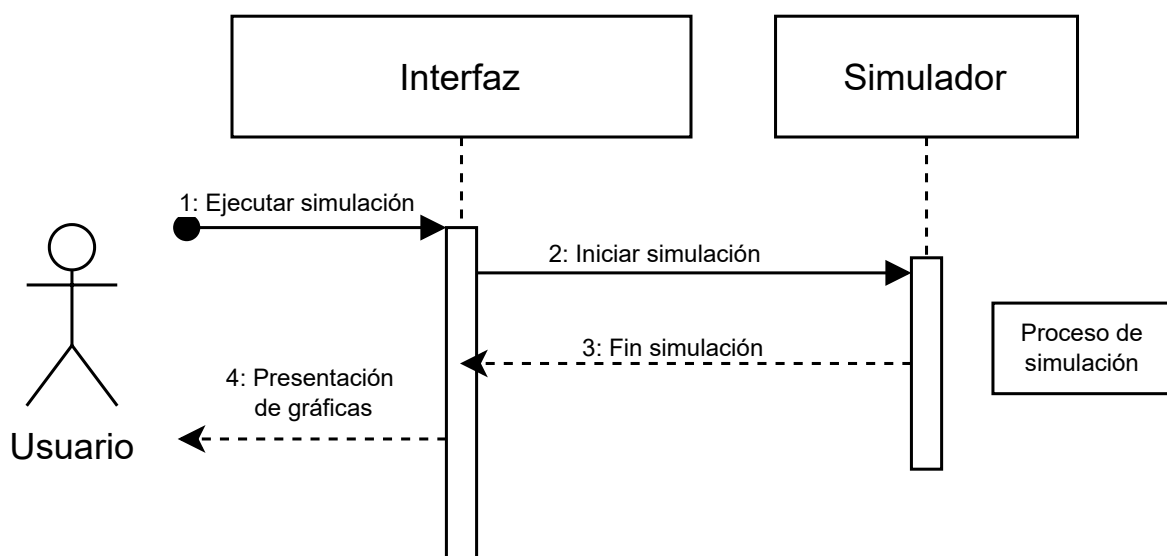 Interfaz
Simulador
1: Ejecutar simulación
2: Iniciar simulación
3: Fin simulación
Proceso de
simulación
4: Presentación
de gráficas
Usuario